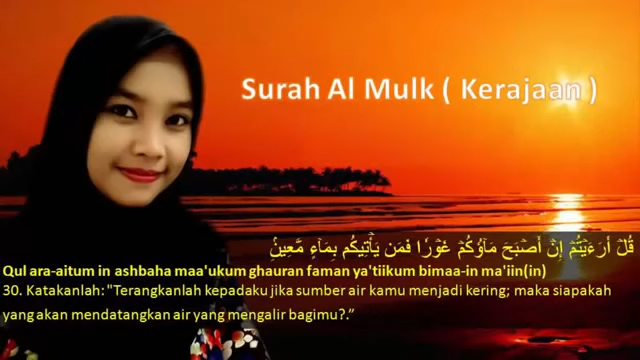 Surah Al Mulk ( Kerajaan )
قُلۡ أَرَءَيۡتُمۡ إِنۡ أَصۡبَحَ مَآؤُكُمۡ غَوۡرٗا فَمَن يَأۡتِيكُم بِمَآءٖ مَّعِينِۭ
Qul ara-aitum in ashbaha maa'ukum ghauran faman ya'tiikum bimaa-in ma'iin(in)
30. Katakanlah: "Terangkanlah kepadaku jika sumber air kamu menjadi kering; maka siapakah
yang akan mendatangkan air yang mengalir bagimu?.”